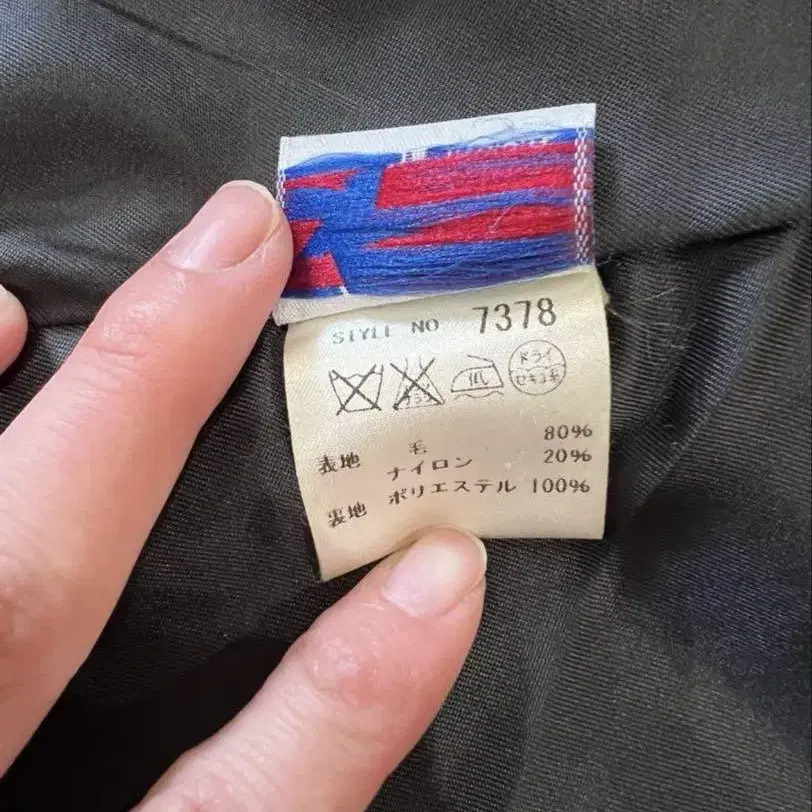 STYLE NO 7378
ドライ
セキユ系
毛 80%
表地 ナイロン 20%
裏地 ポリエステル 100%